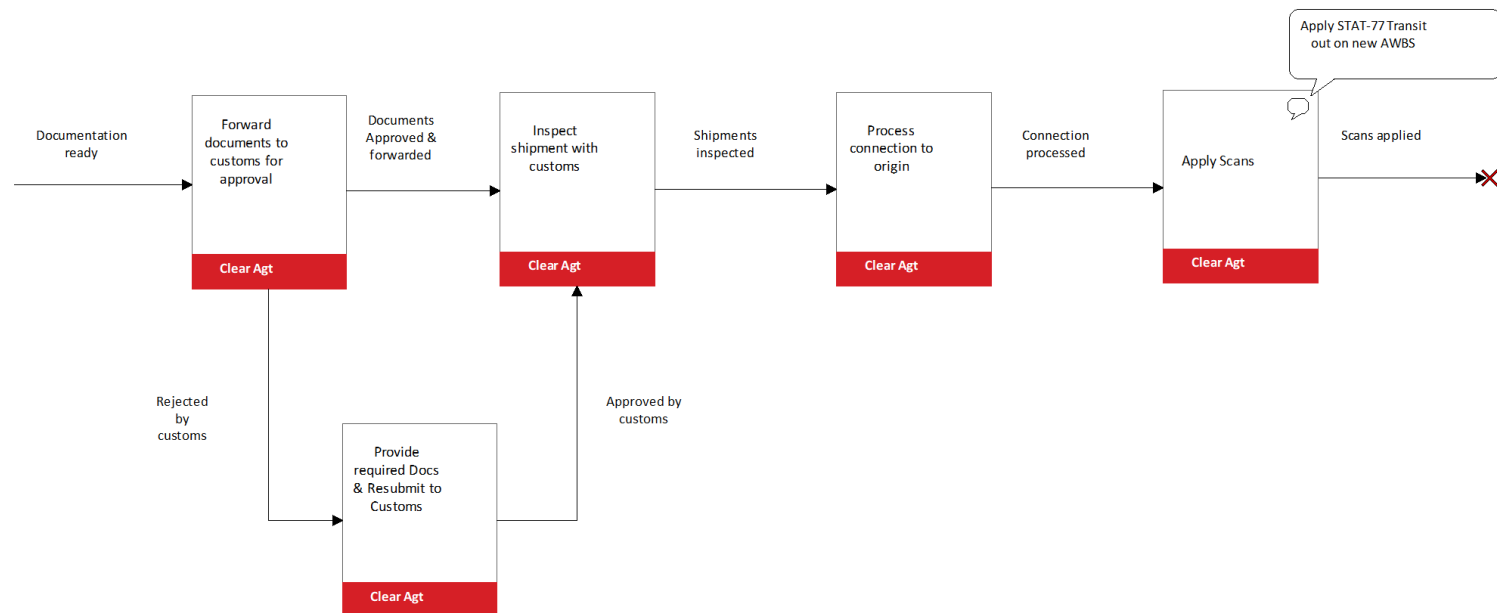 Apply STAT-77 Transit
out on new AWBS
Documentation
ready
Forward
documents to
customs for
approval
Clear Agt
Documents
Approved &
forwarded
Inspect
shipment with
customs
Clear Agt
Shipments
inspected
Process
connection to
origin
Clear Agt
Connection
processed
Apply Scans
Clear Agt
Scans applied
Rejected
by
customs
Provide
required Docs
& Resubmit to
Customs
Clear Agt
Approved by
customs